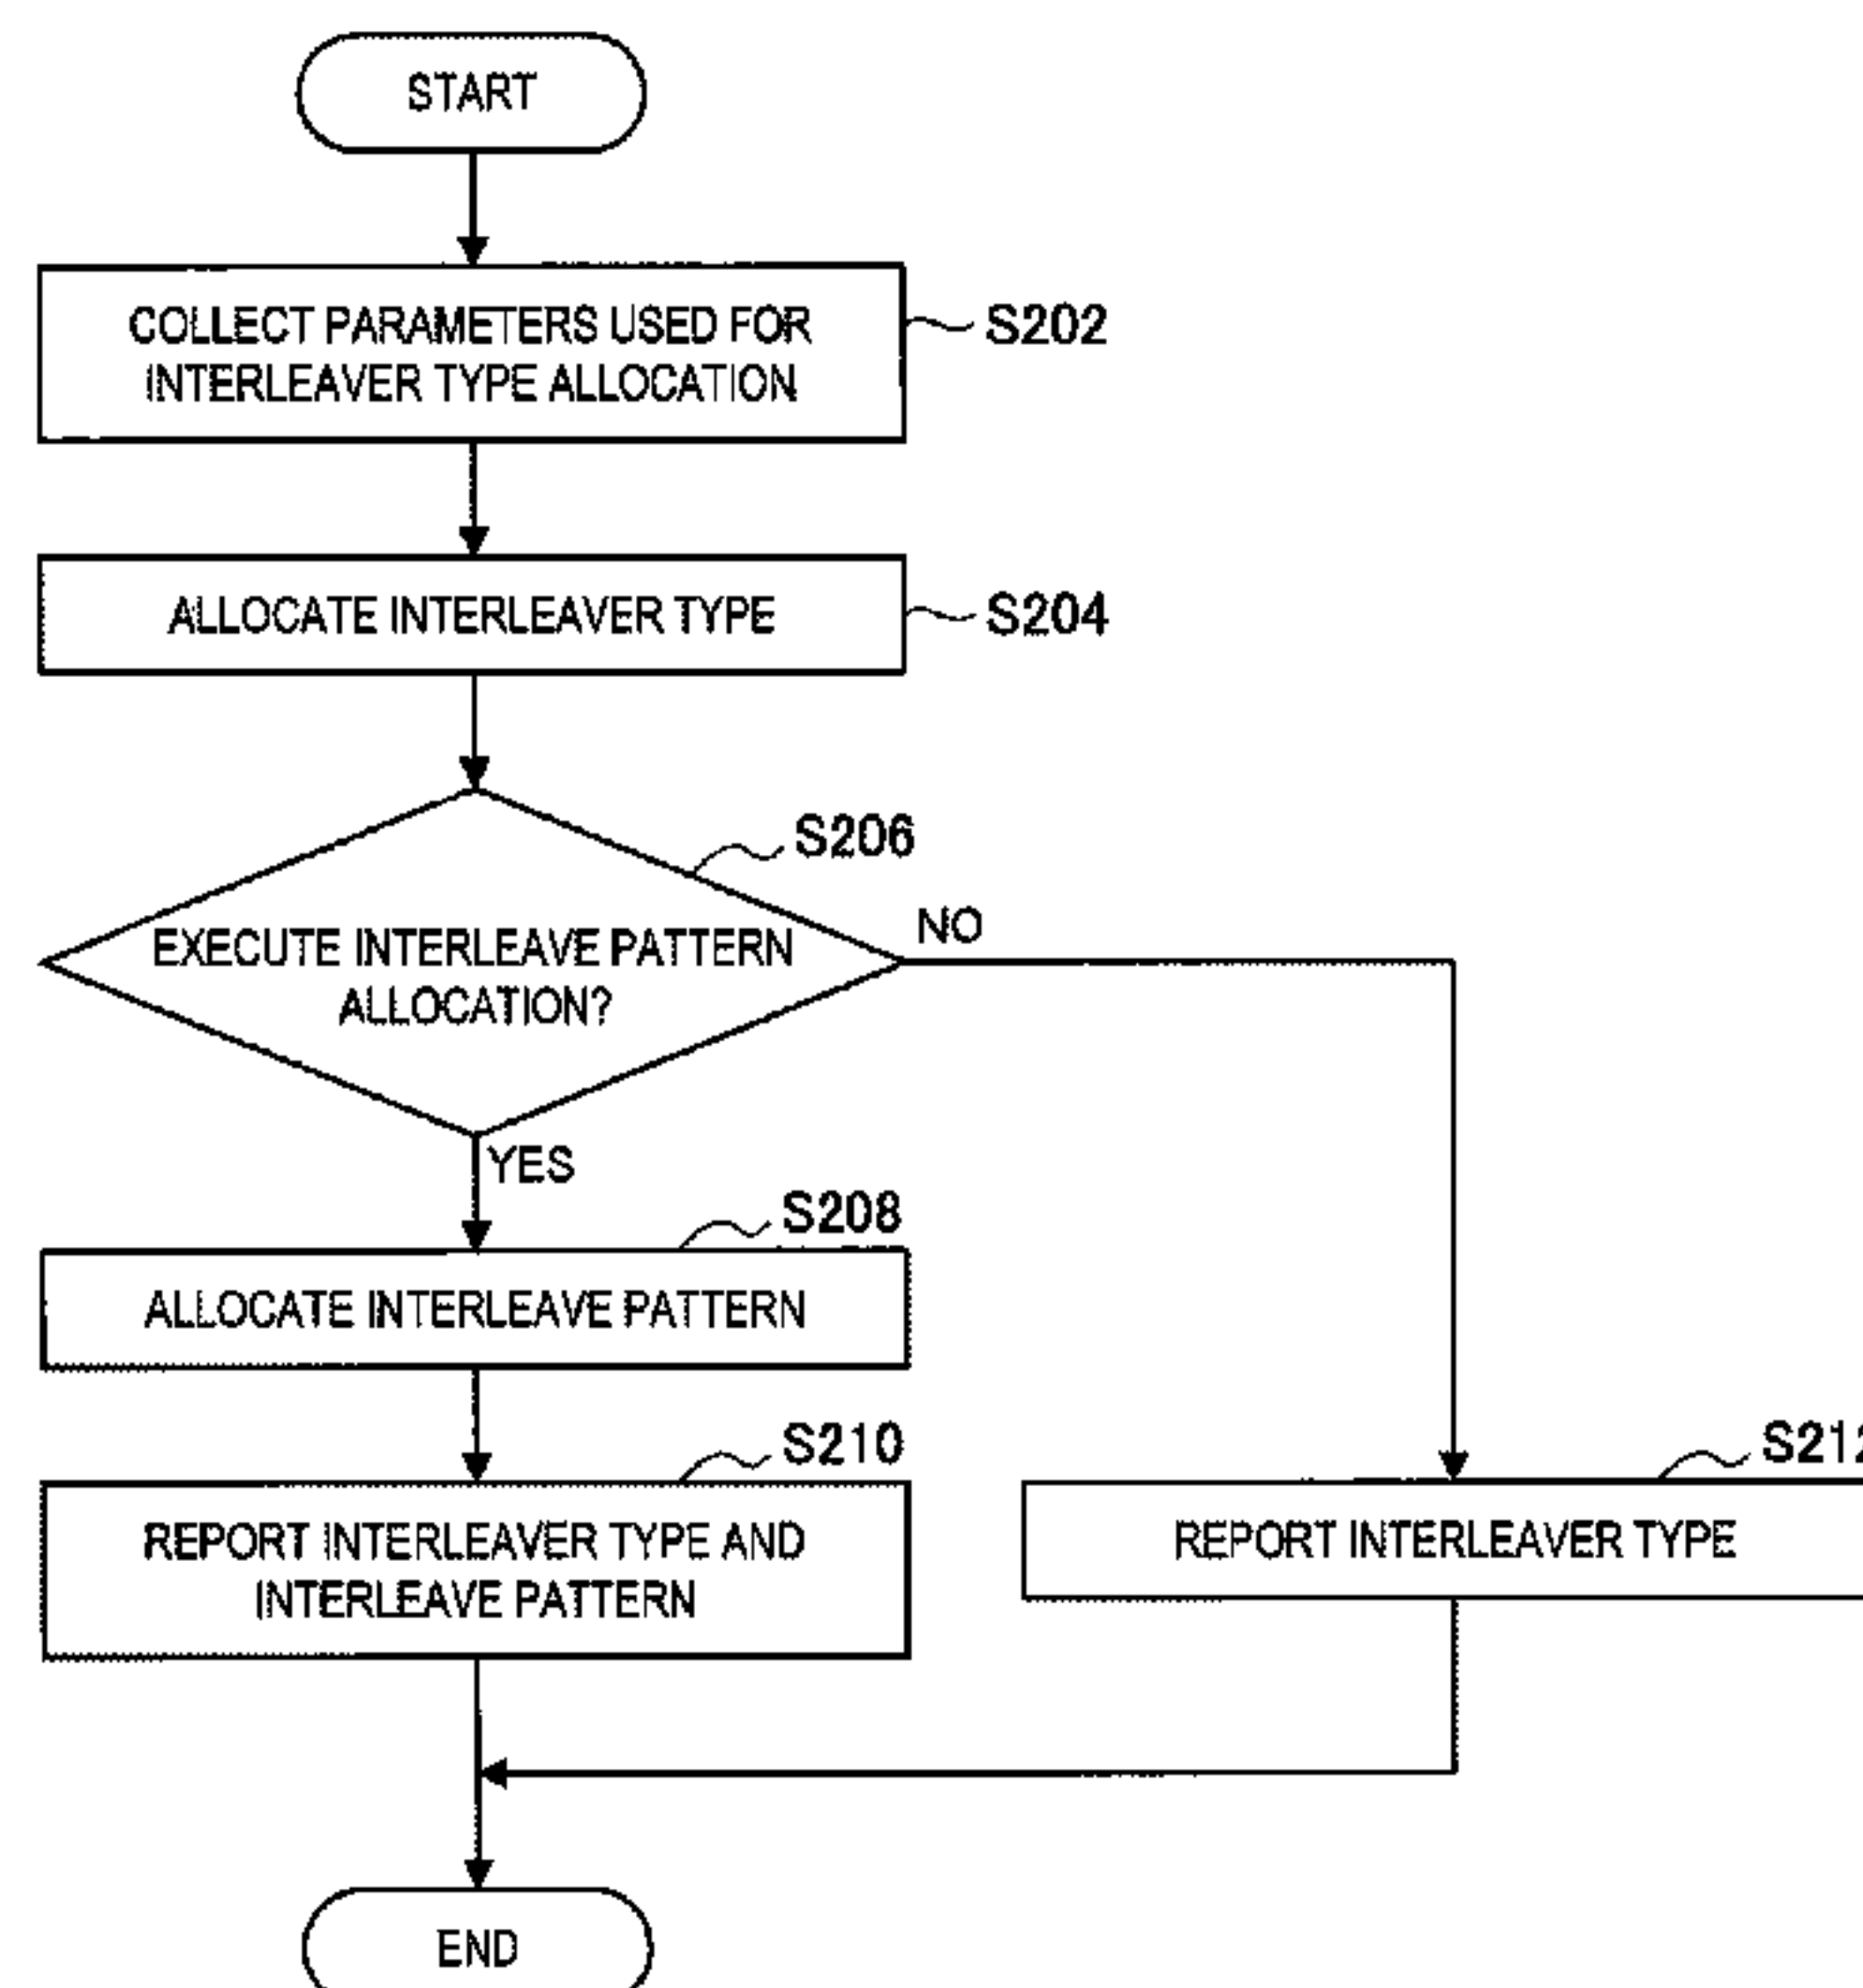 START
COLLECT PARAMETERS USED FOR
INTERLEAVER TYPE ALLOCATION
S202
ALLOCATE INTERLEAVER TYPE
S204
S206
EXECUTE INTERLEAVE PATTERN
ALLOCATION?
NO
YES
S208
ALLOCATE INTERLEAVE PATTERN
S210
REPORT INTERLEAVER TYPE AND
INTERLEAVE PATTERN
S212
REPORT INTERLEAVER TYPE
END